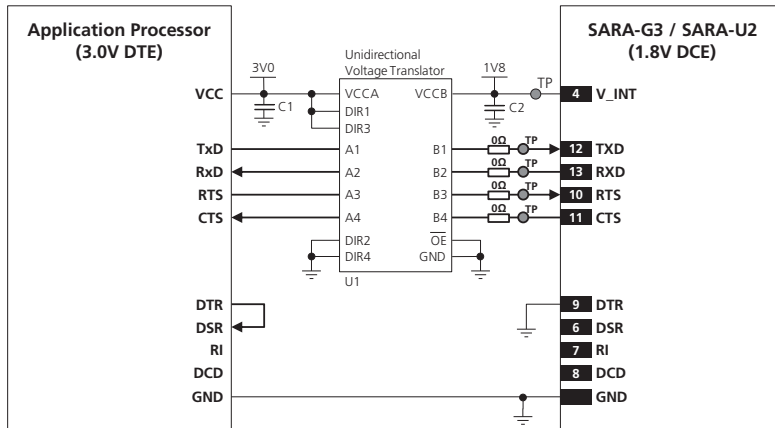 Application Processor
(3.0V DTE)
SARA-G3 / SARA-U2
(1.8V DCE)
Unidirectional
Voltage Translator
3V0
1V8
TP
VCC
C1
VCCA
VCCB
C2
4
V_INT
DIR1
DIR3
TxD
A1
B1
0Ω
TP
12
TXD
RxD
A2
B2
0Ω
TP
13
RXD
RTS
A3
B3
0Ω
TP
10
RTS
CTS
A4
B4
0Ω
TP
11
CTS
DIR2
OE
DIR4
GND
U1
DTR
9
DTR
DSR
6
DSR
RI
7
RI
DCD
8
DCD
GND
GND